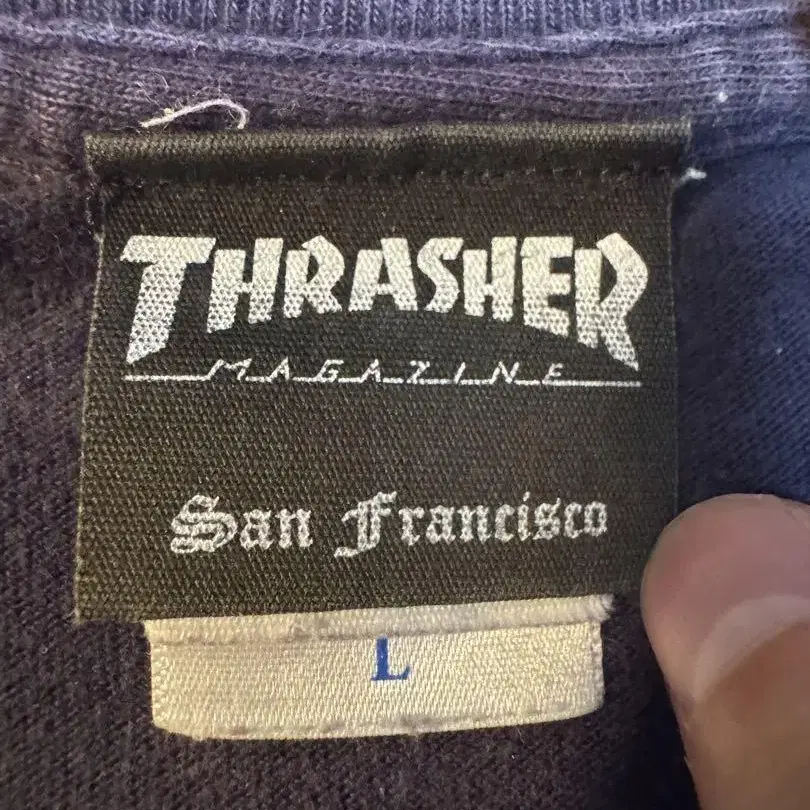 THRASHER
MAGAZINE
San Francisco
L